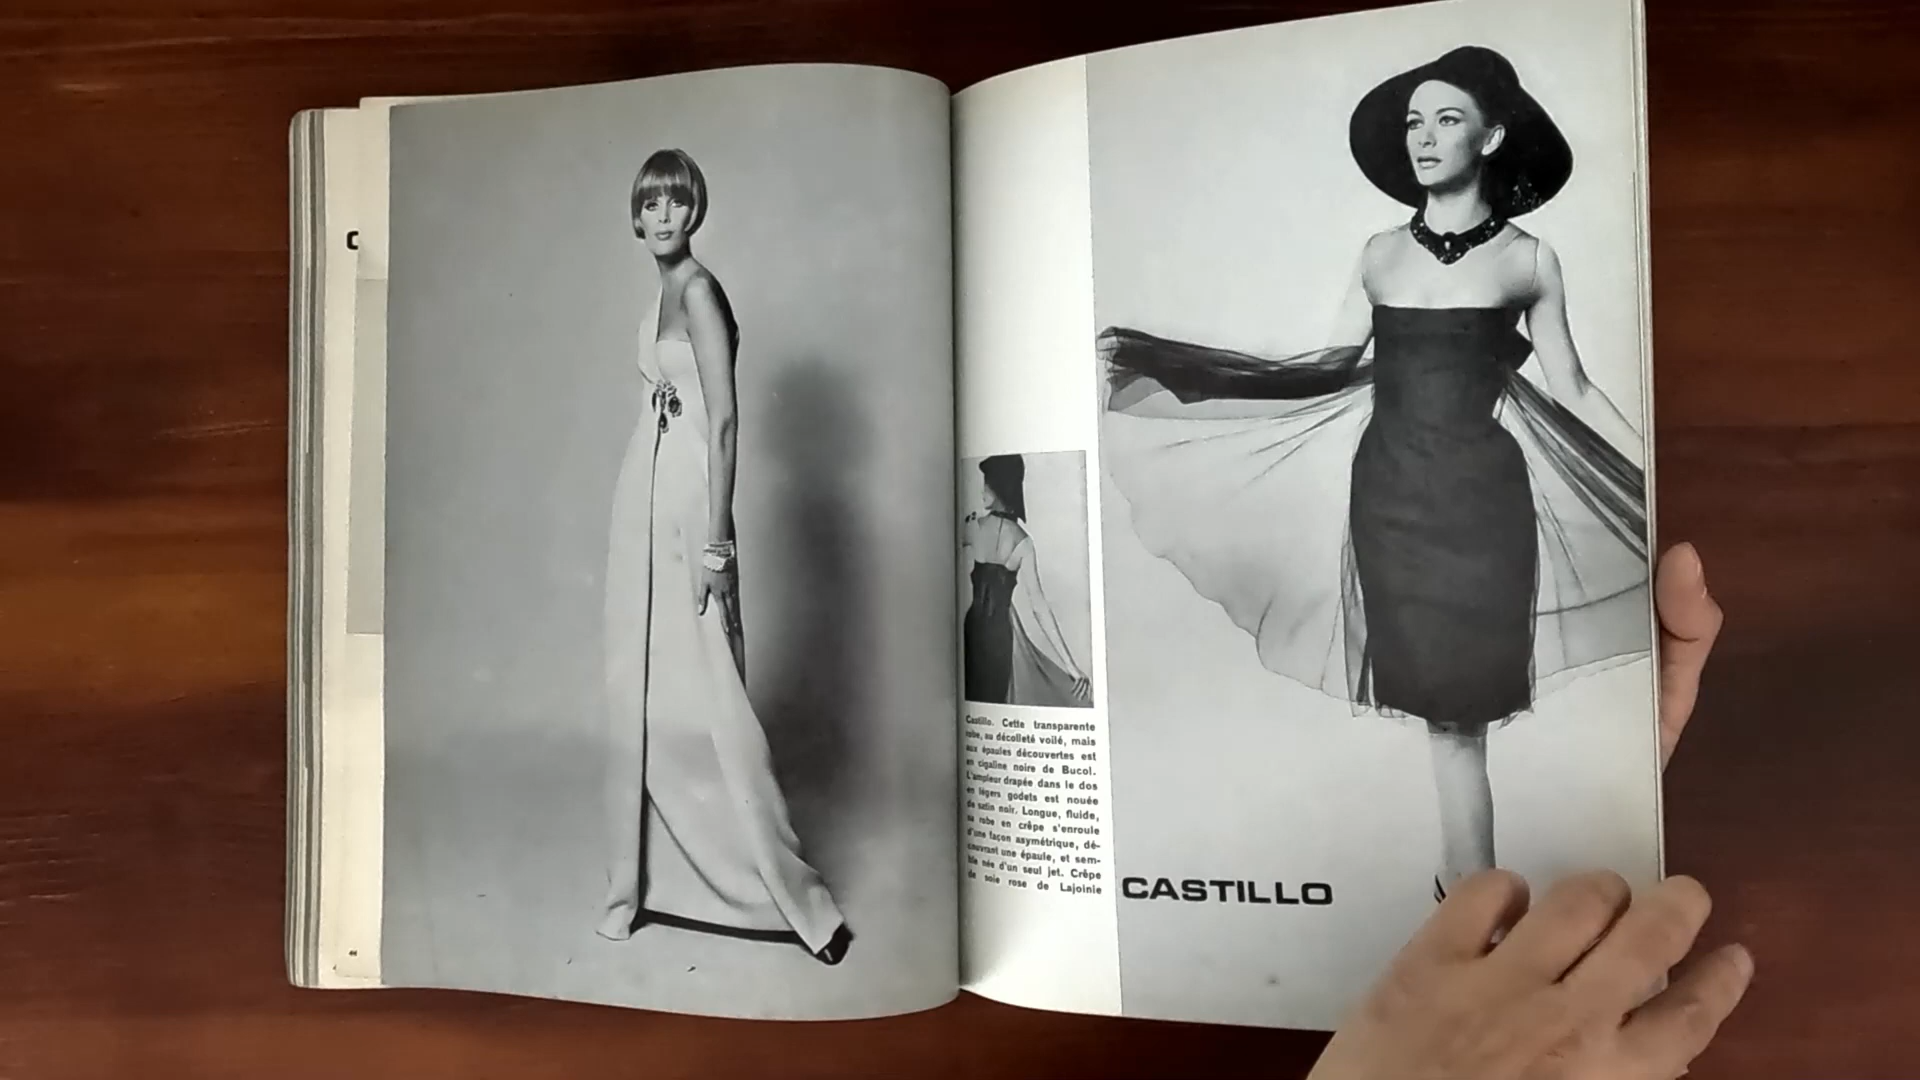 C
44
Castillo. Cette transparente
robe, au décolleté voilé, mais
aux épaules découvertes est
en cigaline noire de Bucol.
L'ampleur drapée dans le dos
en légers godets est nouée
de satin noir. Longue, fluide,
sa robe en crêpe s'enroule
d'une façon asymétrique, dé-
couvrant une épaule, et sem-
ble née d'un seul jet. Crêpe
de soie rose de Lajoinie
CASTILLO